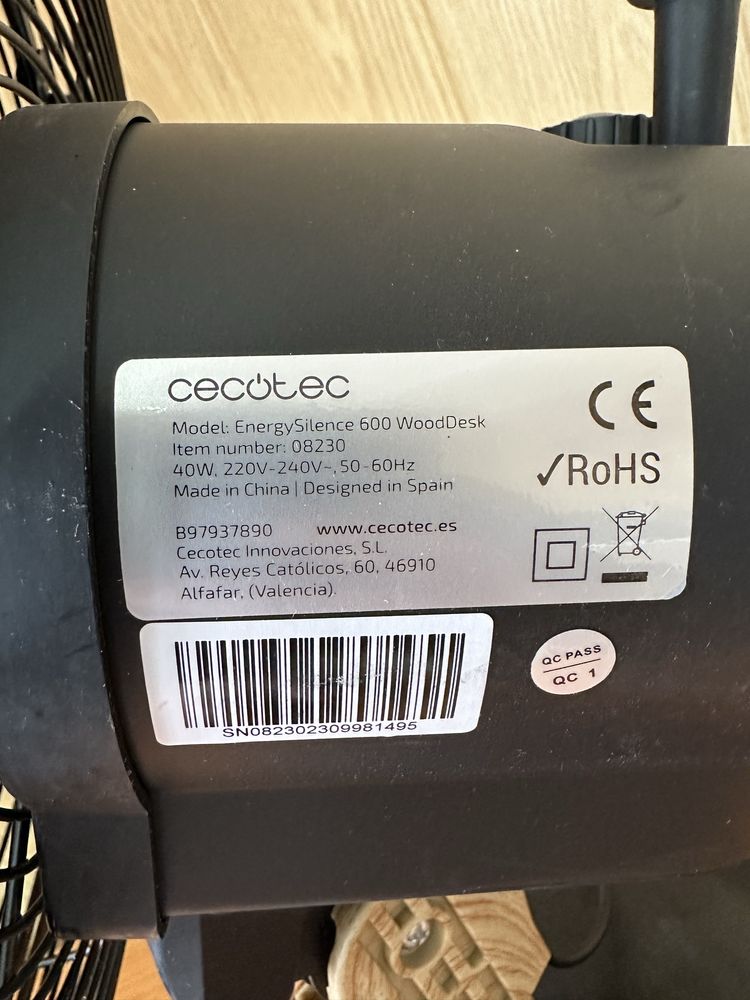 cecotec
CE
Model: EnergySilence 600 WoodDesk
Item number: 08230
40W, 220V-240V~, 50-60Hz
✓RoHS
Made in China | Designed in Spain
B97937890 www.cecotec.es
Cecotec Innovaciones, S.L.
Av. Reyes Católicos, 60, 46910
Alfafar, (Valencia).
SN082302309981495
QC PASS
QC 1